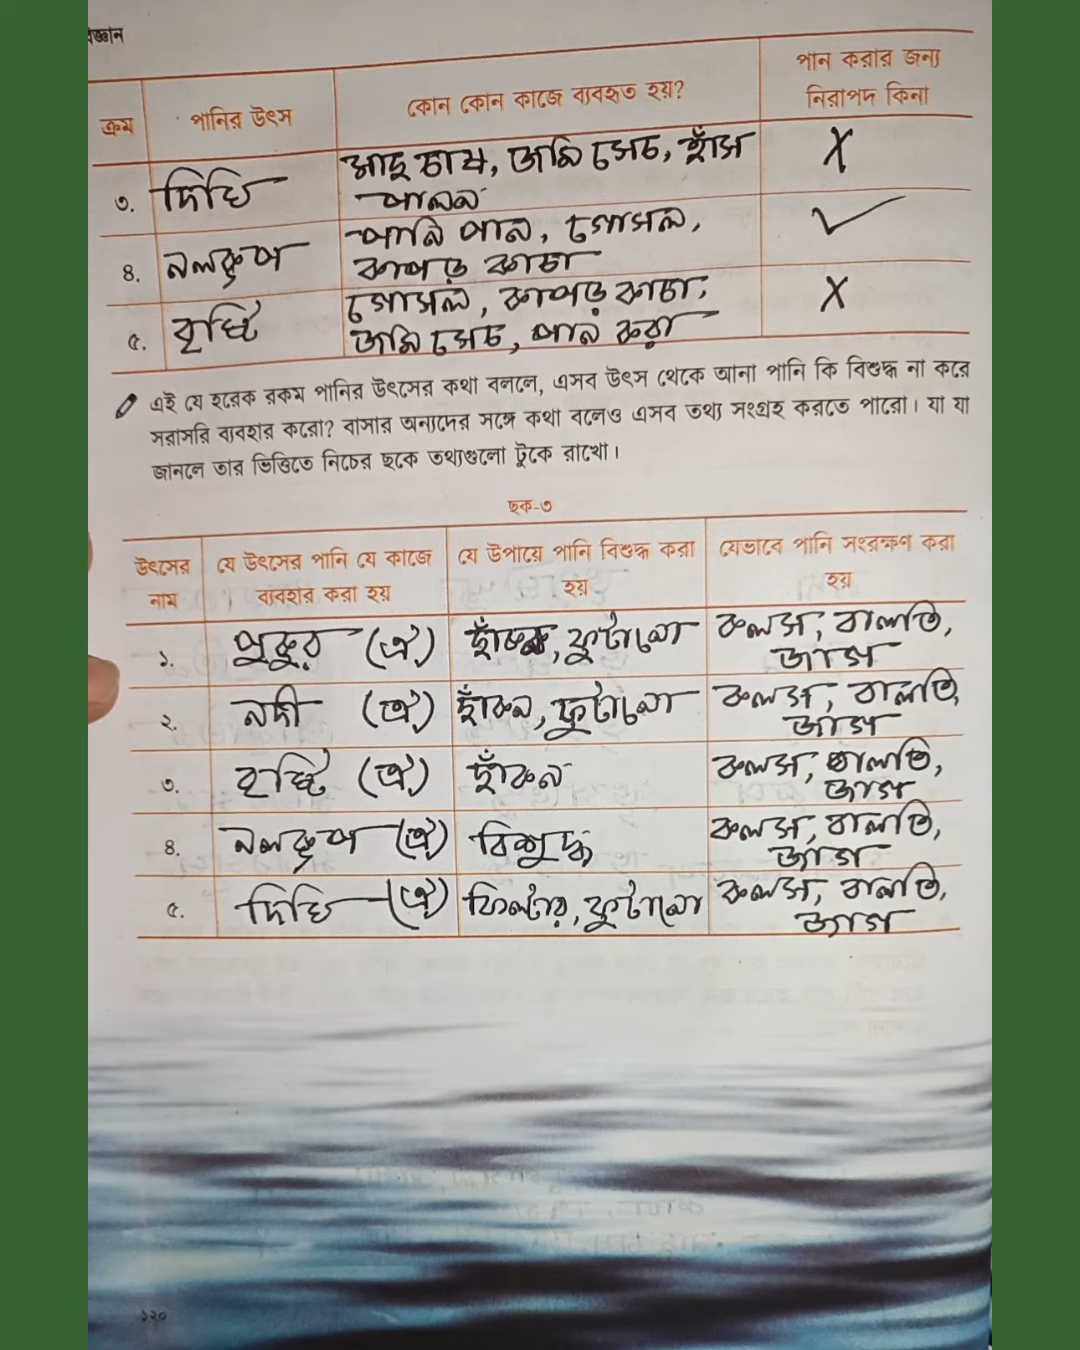 বিজ্ঞান
ক্রম পানির উৎস কোন কোন কাজে ব্যবহৃত হয়? পান করার জন্য নিরাপদ কিনা
৩. দিঘি মাছ চাষ, জমি সেচ, হাঁস পালন X
৪. নলকূপ পানি পান, গোসল, কাপড় কাচা ✓
৫. বৃষ্টি গোসল, কাপড় কাচা, জমি সেচ, পান করা X
এই যে হরেক রকম পানির উৎসের কথা বললে, এসব উৎস থেকে আনা পানি কি বিশুদ্ধ না করে
সরাসরি ব্যবহার করো? বাসার অন্যদের সঙ্গে কথা বলেও এসব তথ্য সংগ্রহ করতে পারো। যা যা
জানলে তার ভিত্তিতে নিচের ছকে তথ্যগুলো টুকে রাখো।
ছক-৩
উৎসের নাম যে উৎসের পানি যে কাজে ব্যবহার করা হয় যে উপায়ে পানি বিশুদ্ধ করা হয় যেভাবে পানি সংরক্ষণ করা হয়
১. পুকুর (ঐ) ছাঁকন, ফুটানো কলস, বালতি, জাগ
২. নদী (ঐ) ছাঁকন, ফুটানো কলস, বালতি, জাগ
৩. বৃষ্টি (ঐ) ছাঁকন কলস, বালতি, জাগ
৪. নলকূপ (ঐ) বিশুদ্ধ কলস, বালতি, জাগ
৫. দিঘি (ঐ) ফিল্টার, ফুটানো কলস, বালতি, জাগ
১২০